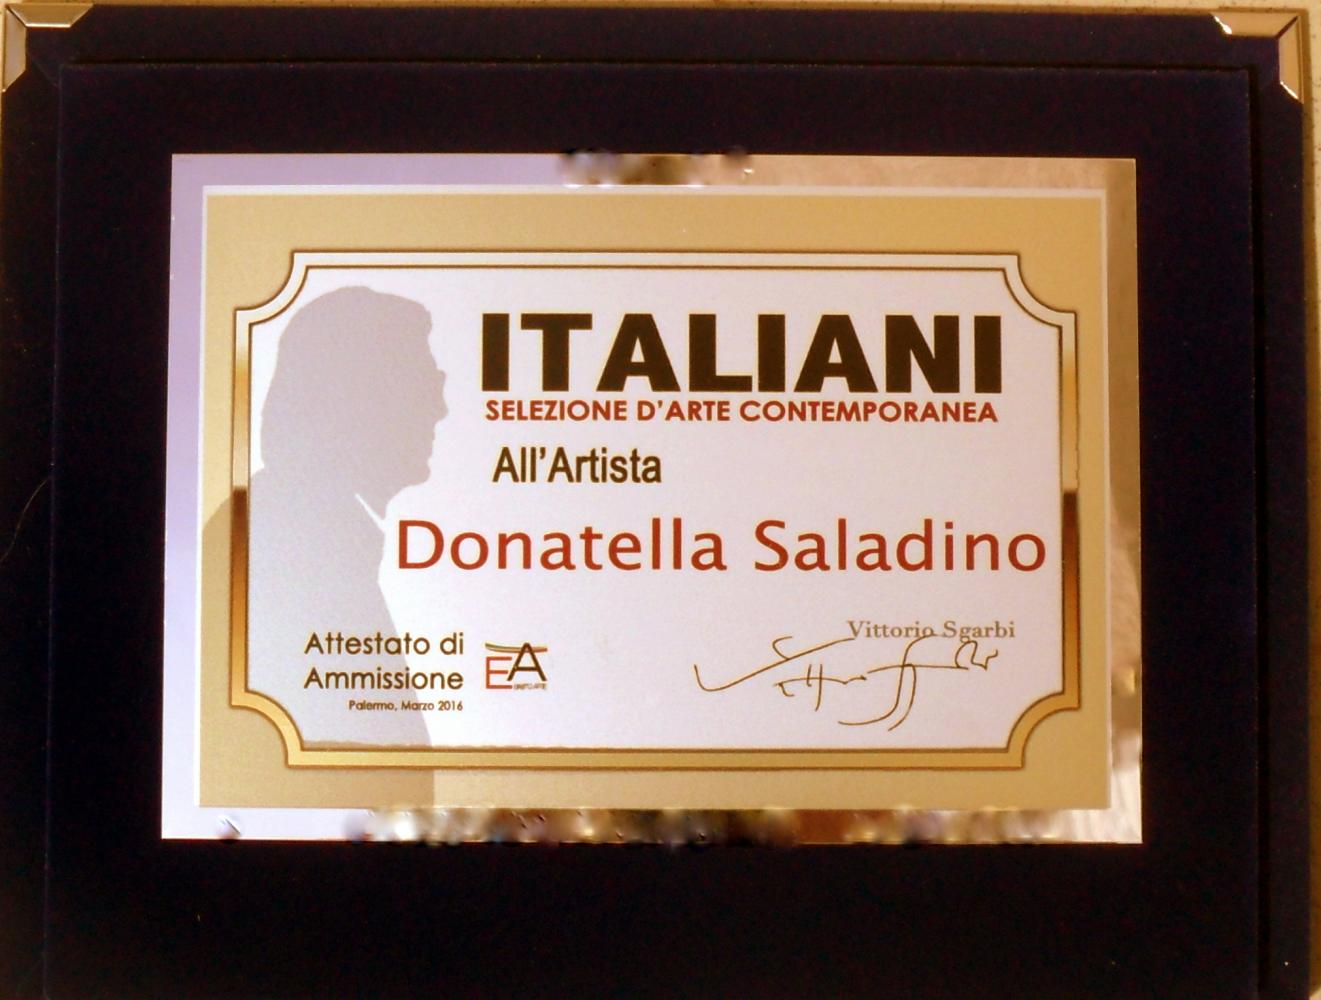 ITALIANI
SELEZIONE D'ARTE CONTEMPORANEA
All'Artista
Donatella Saladino
Attestato di
Ammissione
Palermo, Marzo 2016
EA
Vittorio Sgarbi